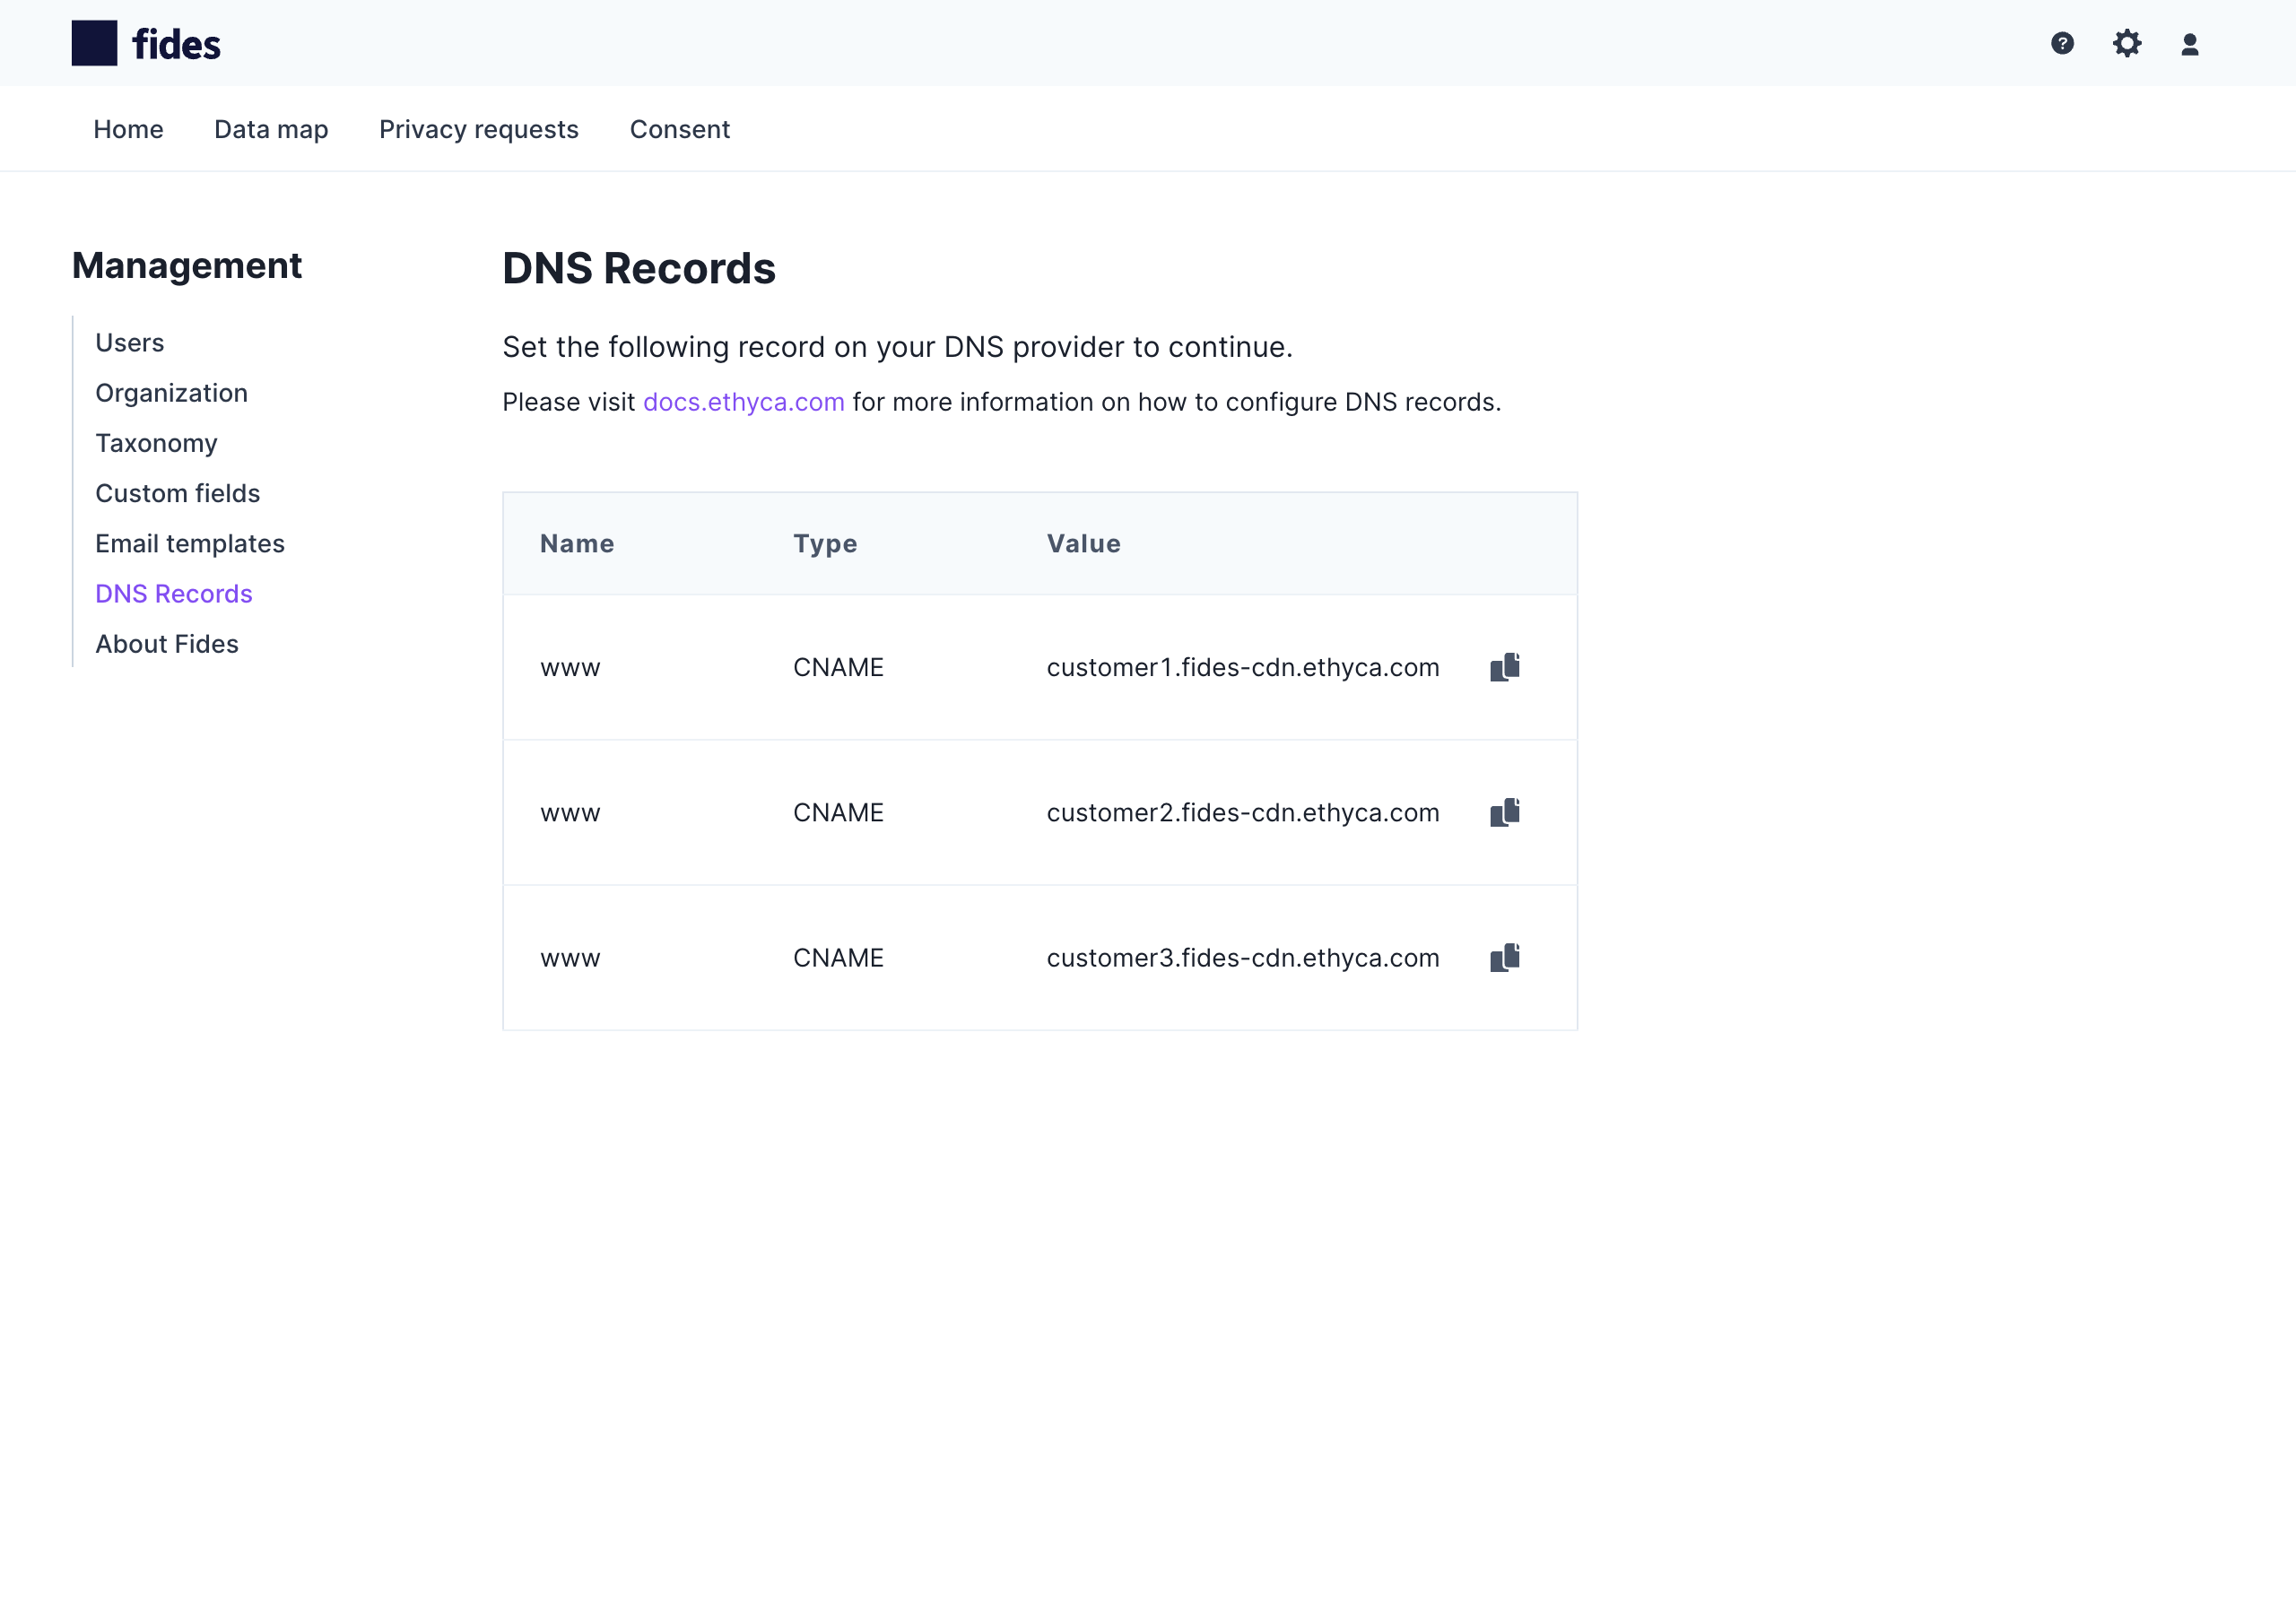 fides
?
Home Data map Privacy requests Consent
Management
Users
Organization
Taxonomy
Custom fields
Email templates
DNS Records
About Fides
DNS Records
Set the following record on your DNS provider to continue.
Please visit docs.ethyca.com for more information on how to configure DNS records.
Name Type Value
www CNAME customer1.fides-cdn.ethyca.com
www CNAME customer2.fides-cdn.ethyca.com
www CNAME customer3.fides-cdn.ethyca.com